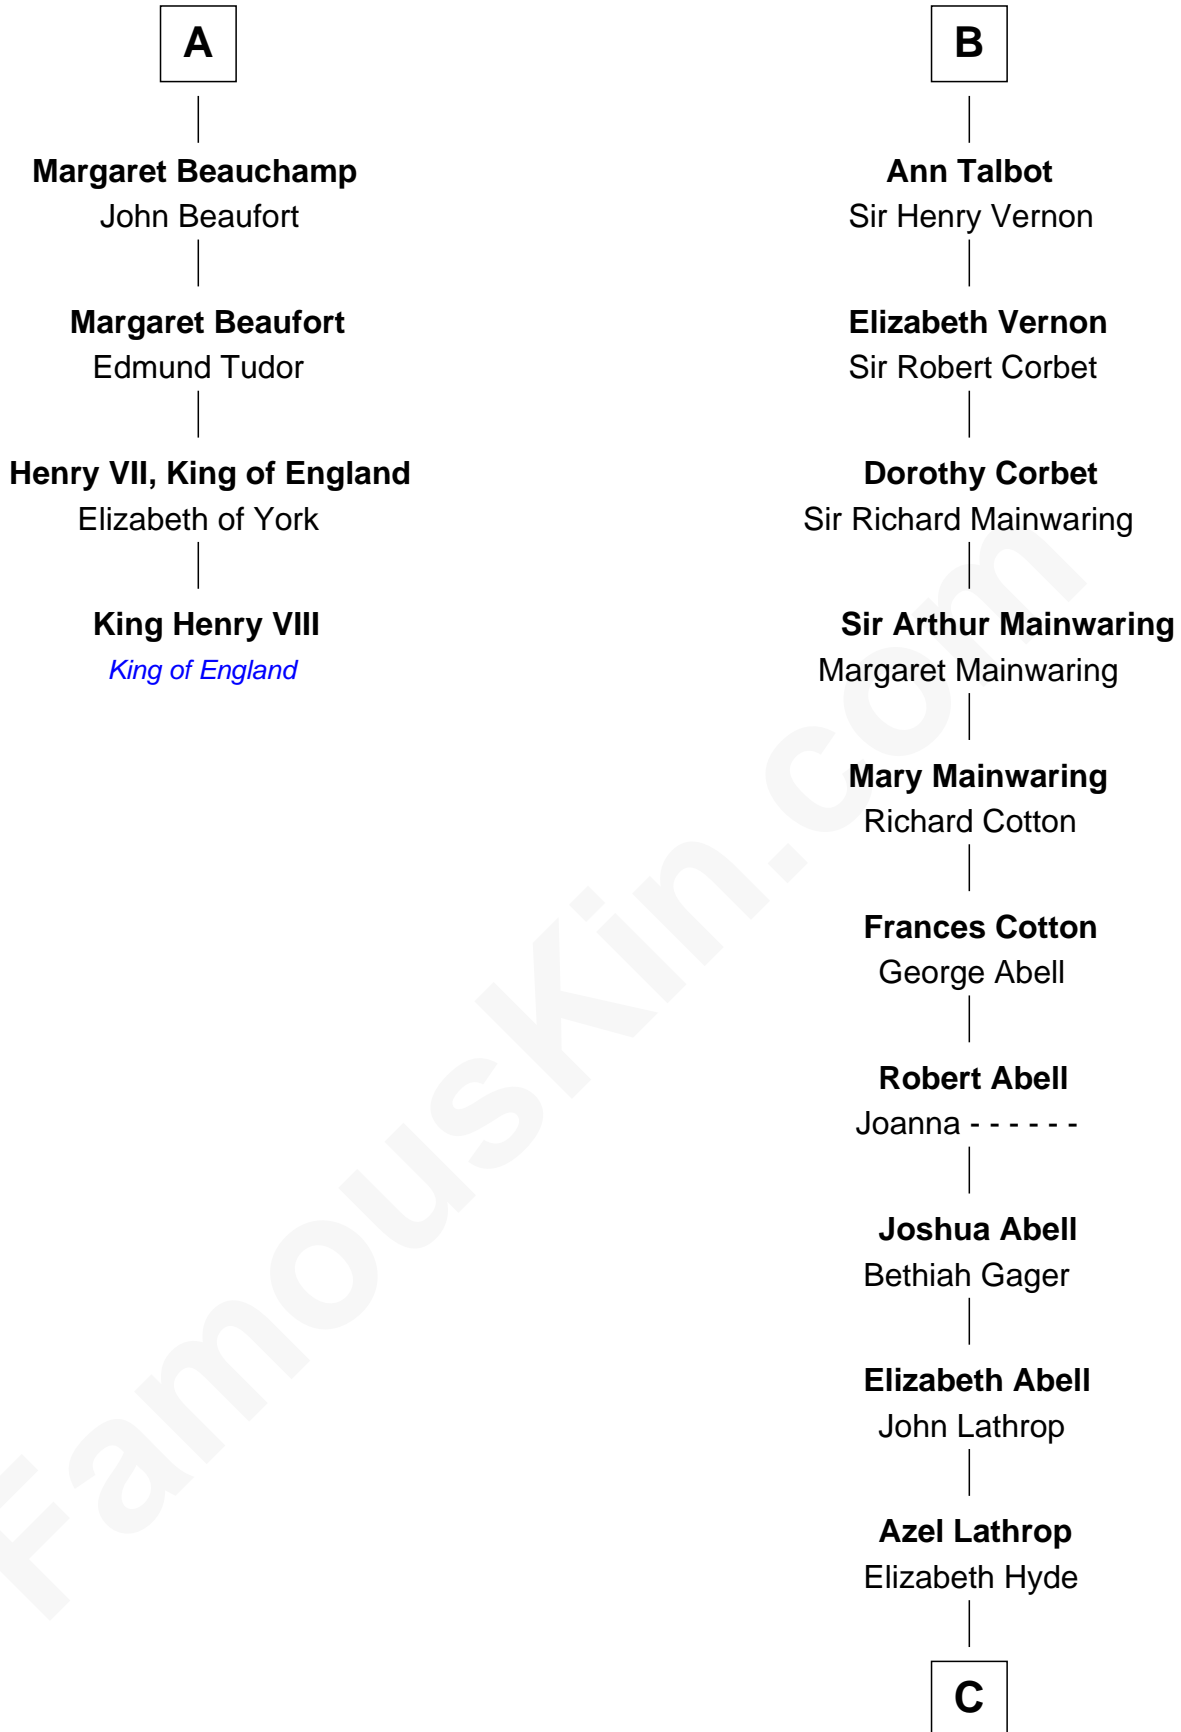 A
Margaret Beauchamp
John Beaufort
Margaret Beaufort
Edmund Tudor
Henry VII, King of England
Elizabeth of York
King Henry VIII
King of England
B
Ann Talbot
Sir Henry Vernon
Elizabeth Vernon
Sir Robert Corbet
Dorothy Corbet
Sir Richard Mainwaring
Sir Arthur Mainwaring
Margaret Mainwaring
Mary Mainwaring
Richard Cotton
Frances Cotton
George Abell
Robert Abell
Joanna - - - - - -
Joshua Abell
Bethiah Gager
Elizabeth Abell
John Lathrop
Azel Lathrop
Elizabeth Hyde
C
FamousKin.com